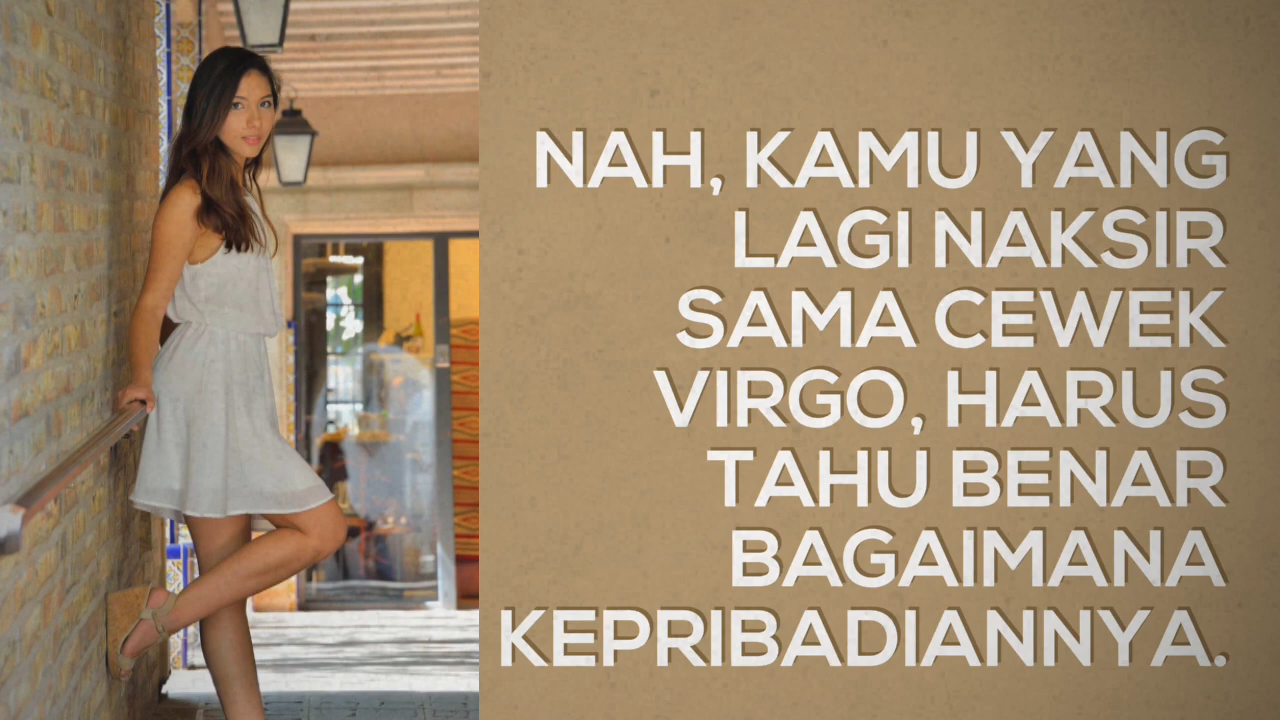 NAH, KAMU YANG
LAGI NAKSIR
SAMA CEWEK
VIRGO, HARUS
TAHU BENAR
BAGAIMANA
KEPRIBADIANNYA.